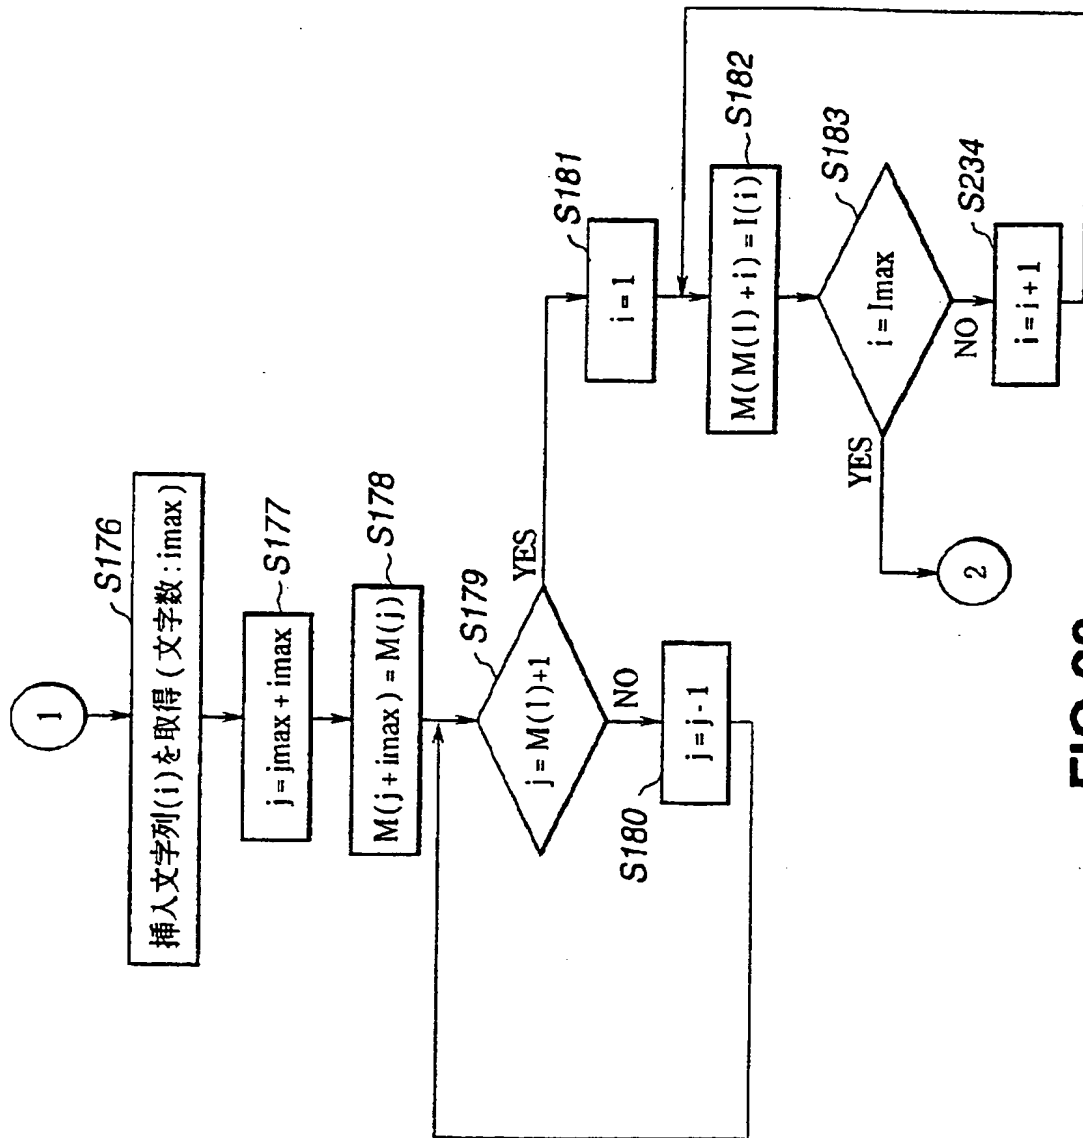 1
S176
挿入文字列(i)を取得(文字数:imax)
S177
j=jmax+imax
S178
M(j+imax)=M(j)
S179
j=M(1)+1
YES
NO
S180
j=j-1
S181
i=1
S182
M(M(1)+i)=I(i)
S183
i=Imax
YES
NO
S234
i=i+1
2